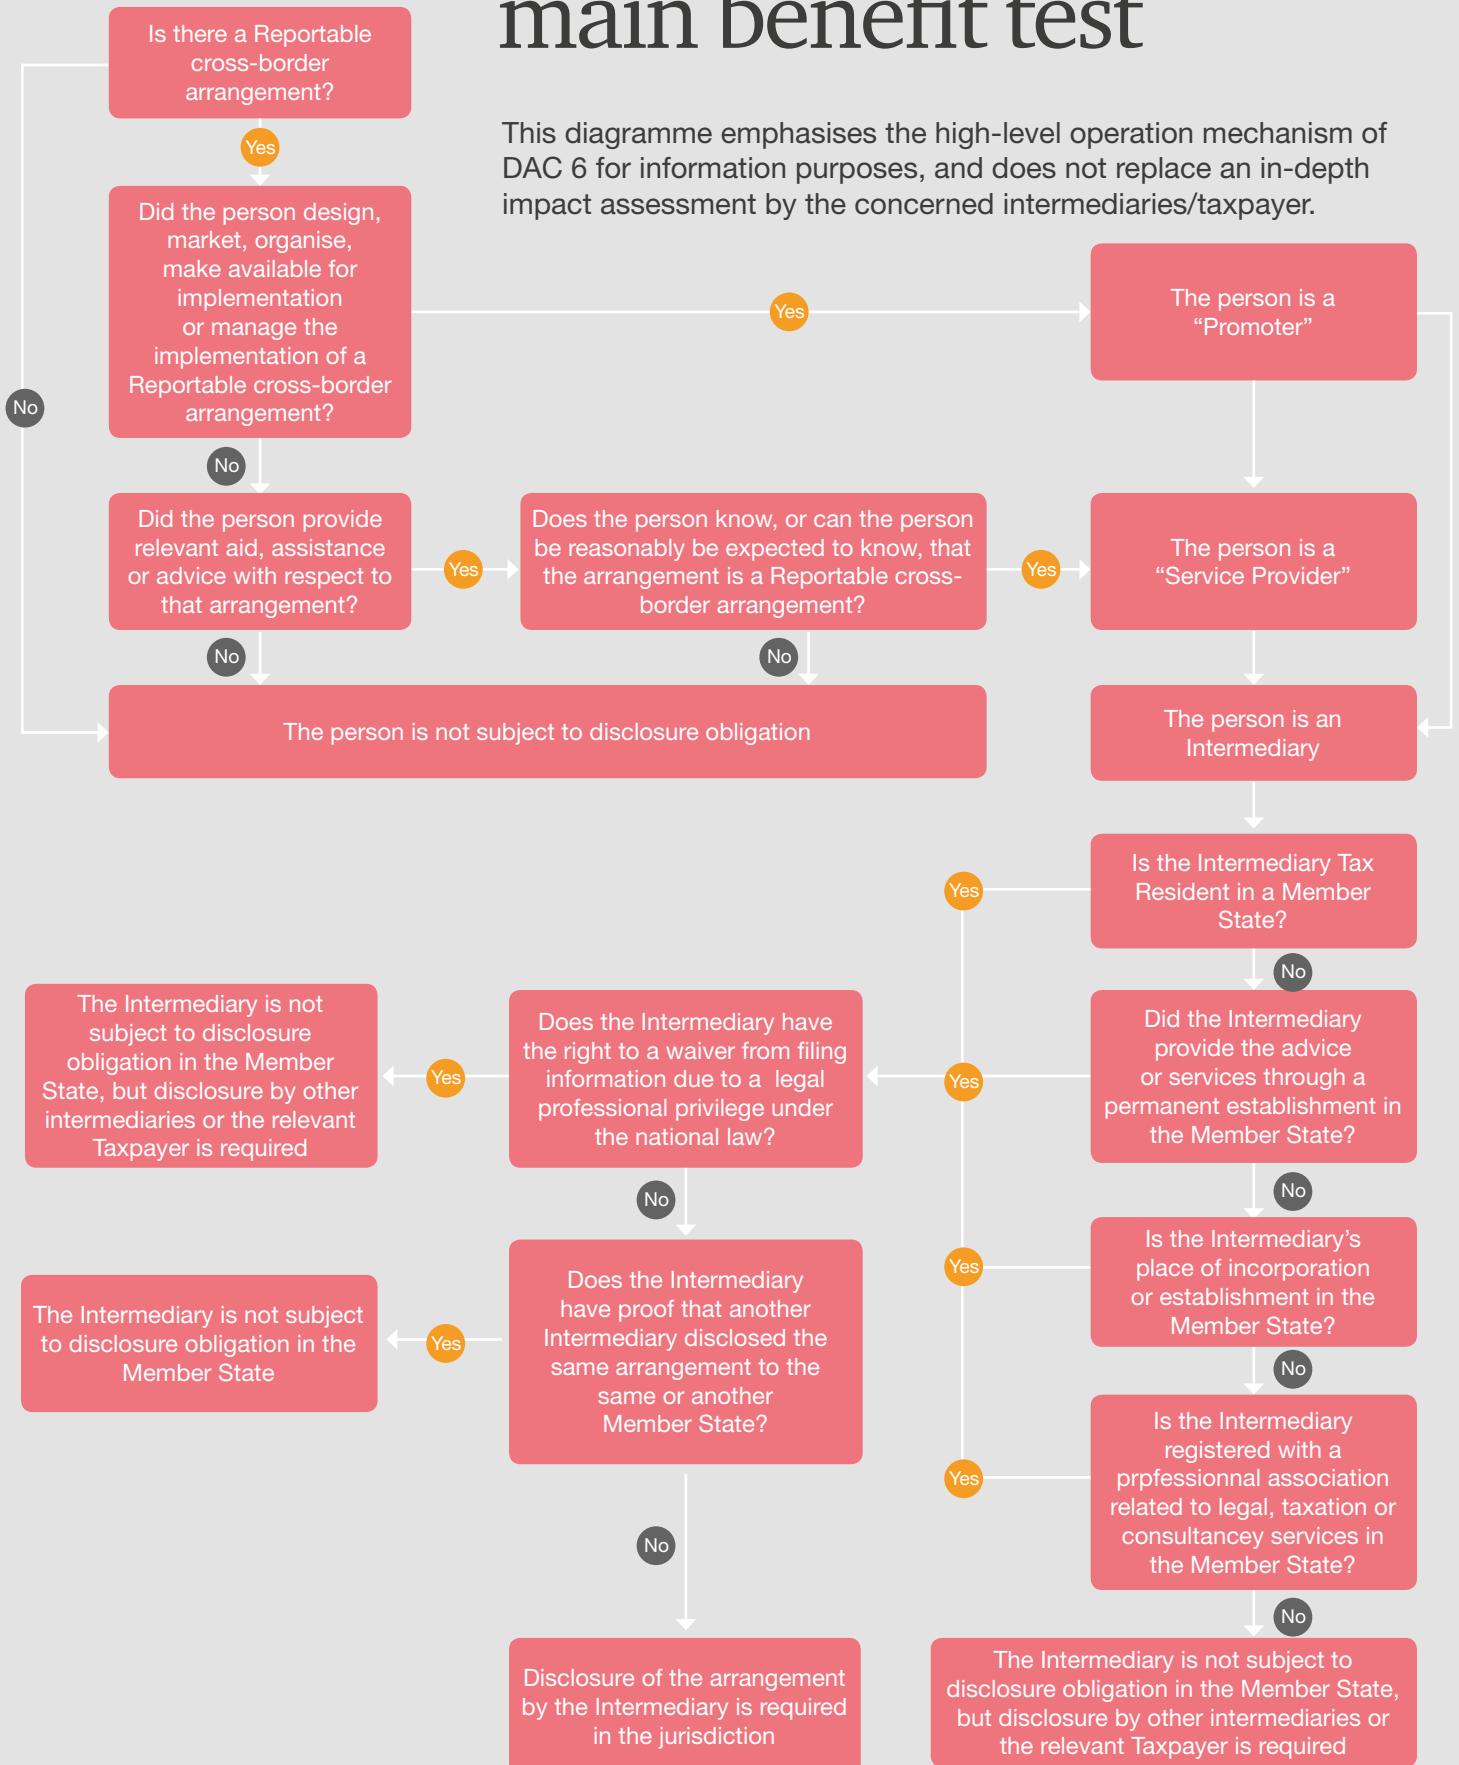 main benefit test
This diagramme emphasises the high-level operation mechanism of
DAC 6 for information purposes, and does not replace an in-depth
impact assessment by the concerned intermediaries/taxpayer.
Is there a Reportable
cross-border
arrangement?
Yes
No
Did the person design,
market, organise,
make available for
implementation
or manage the
implementation of a
Reportable cross-border
arrangement?
Yes
The person is a
“Promoter”
No
Did the person provide
relevant aid, assistance
or advice with respect to
that arrangement?
Yes
Does the person know, or can the person
be reasonably be expected to know, that
the arrangement is a Reportable cross-
border arrangement?
Yes
The person is a
“Service Provider”
No
No
The person is not subject to disclosure obligation
The person is an
Intermediary
Is the Intermediary Tax
Resident in a Member
State?
Yes
No
Did the Intermediary
provide the advice
or services through a
permanent establishment in
the Member State?
Yes
Does the Intermediary have
the right to a waiver from filing
information due to a legal
professional privilege under
the national law?
Yes
The Intermediary is not
subject to disclosure
obligation in the Member
State, but disclosure by other
intermediaries or the relevant
Taxpayer is required
No
No
Is the Intermediary’s
place of incorporation
or establishment in the
Member State?
Yes
Does the Intermediary
have proof that another
Intermediary disclosed the
same arrangement to the
same or another
Member State?
Yes
The Intermediary is not subject
to disclosure obligation in the
Member State
No
Is the Intermediary
registered with a
prpfessionnal association
related to legal, taxation or
consultancey services in
the Member State?
Yes
No
No
Disclosure of the arrangement
by the Intermediary is required
in the jurisdiction
The Intermediary is not subject to
disclosure obligation in the Member State,
but disclosure by other intermediaries or
the relevant Taxpayer is required